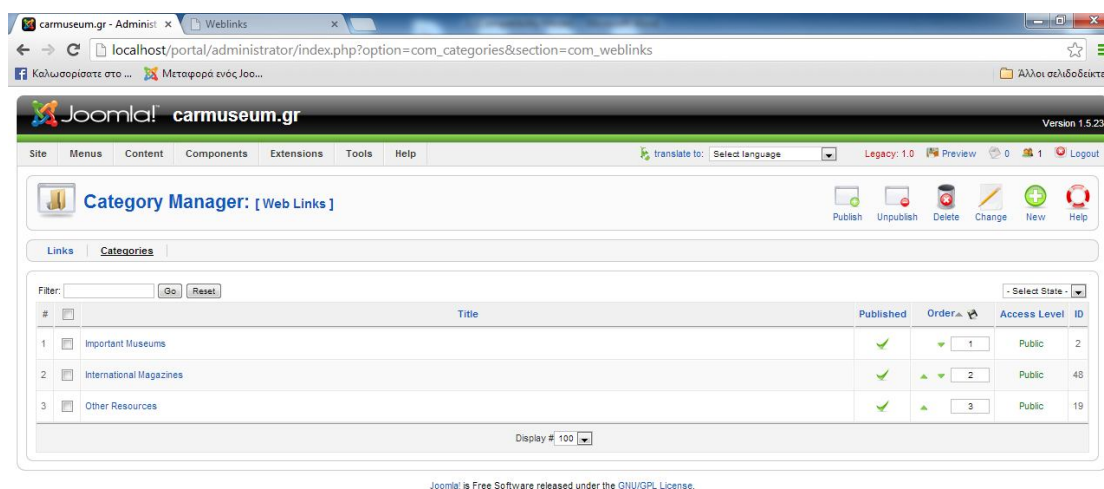 carmuseum.gr - Administ × Weblinks ×
localhost/portal/administrator/index.php?option=com_categories&section=com_weblinks
Καλωσορίσατε στο ... Μεταφορά ενός Joo... Άλλοι σελιδοδείκτε
Joomla! carmuseum.gr Version 1.5.23
Site Menus Content Components Extensions Tools Help translate to: Select language Legacy: 1.0 Preview 0 1 Logout
Category Manager: [ Web Links ]
Publish Unpublish Delete Change New Help
Links Categories
Filter: Go Reset - Select State -
# Title Published Order Access Level ID
1 Important Museums 1 Public 2
2 International Magazines 2 Public 48
3 Other Resources 3 Public 19
Display # 100
Joomla! is Free Software released under the GNU/GPL License.